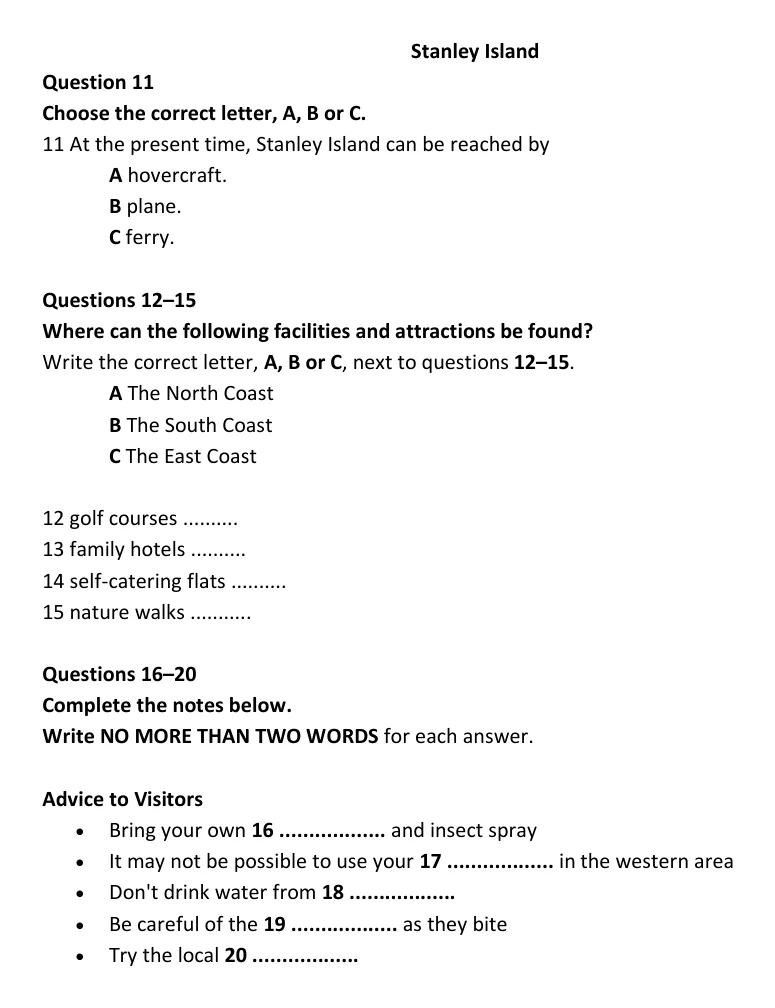 Stanley Island
Question 11
Choose the correct letter, A, B or C.
11 At the present time, Stanley Island can be reached by
A hovercraft.
B plane.
C ferry.
Questions 12–15
Where can the following facilities and attractions be found?
Write the correct letter, A, B or C, next to questions 12–15.
A The North Coast
B The South Coast
C The East Coast
12 golf courses ..........
13 family hotels ..........
14 self-catering flats ..........
15 nature walks ...........
Questions 16–20
Complete the notes below.
Write NO MORE THAN TWO WORDS for each answer.
Advice to Visitors
• Bring your own 16 ................... and insect spray
• It may not be possible to use your 17 ................... in the western area
• Don't drink water from 18 ...................
• Be careful of the 19 ................... as they bite
• Try the local 20 ...................